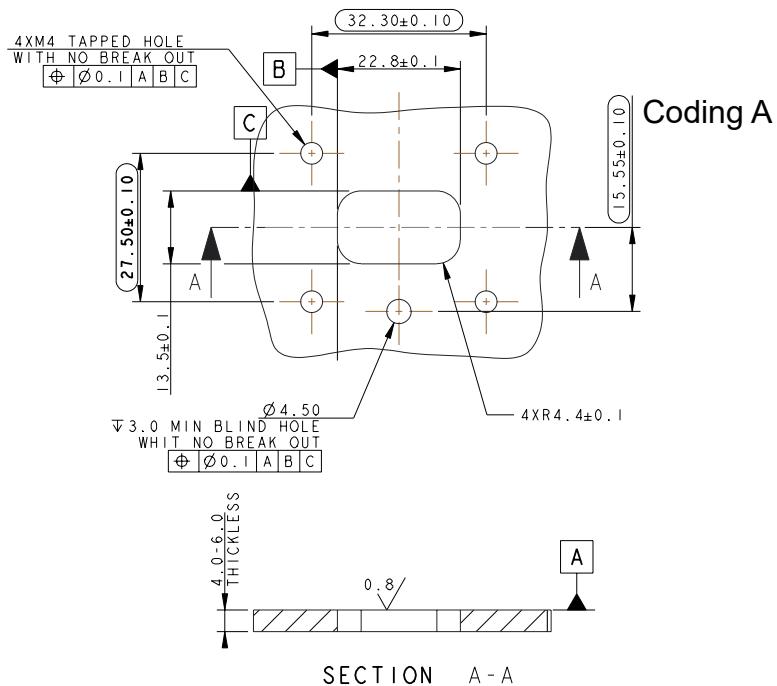 32.30±0.10
4XM4 TAPPED HOLE
WITH NO BREAK OUT
⌖ Ø0.1 A B C
B
22.8±0.1
Coding A
C
15.55±0.10
27.50±0.10
A
A
13.5±0.1
Ø4.50
↧3.0 MIN BLIND HOLE
WHIT NO BREAK OUT
⌖ Ø0.1 A B C
4XR4.4±0.1
4.0-6.0
THICKLESS
0.8
A
SECTION A-A